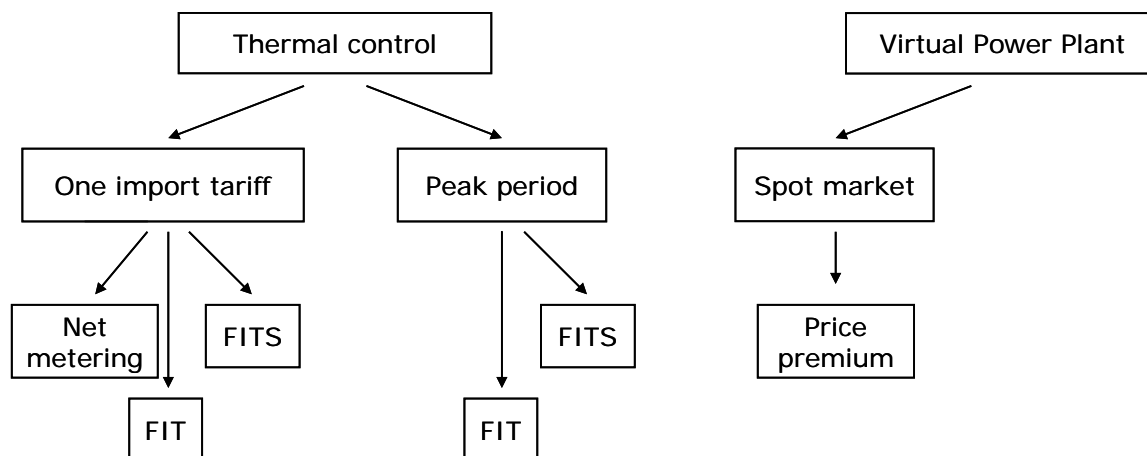 Thermal control
Virtual Power Plant
One import tariff
Peak period
Spot market
Net
metering
FITS
FITS
Price
premium
FIT
FIT